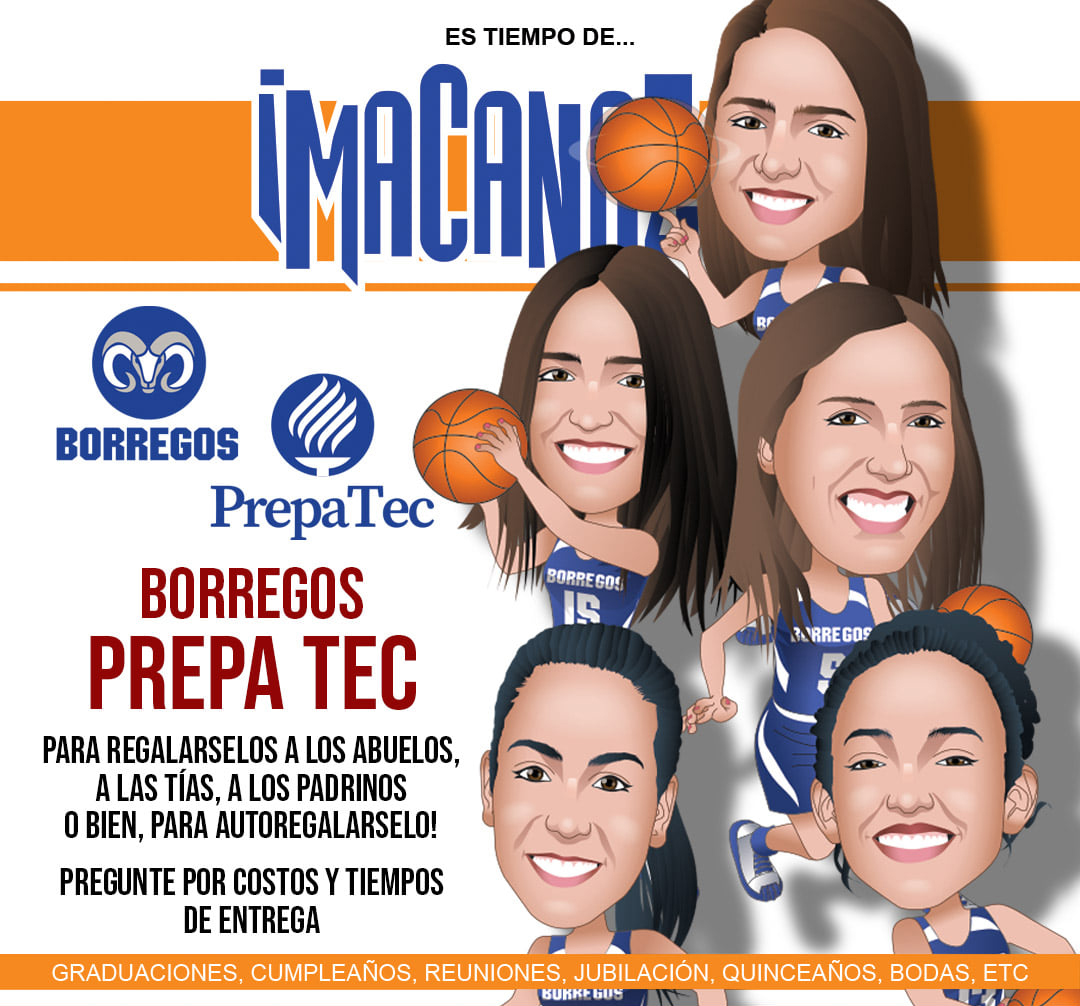 ES TIEMPO DE...
IMACANO
BORREGOS
PrepaTec
BORREGOS
PREPA TEC
PARA REGALARSELOS A LOS ABUELOS,
A LAS TÍAS, A LOS PADRINOS
O BIEN, PARA AUTOREGALARSELO!
PREGUNTE POR COSTOS Y TIEMPOS
DE ENTREGA
BORREGOS
15
BORREGOS
GRADUACIONES, CUMPLEAÑOS, REUNIONES, JUBILACIÓN, QUINCEAÑOS, BODAS, ETC
BORREGOS